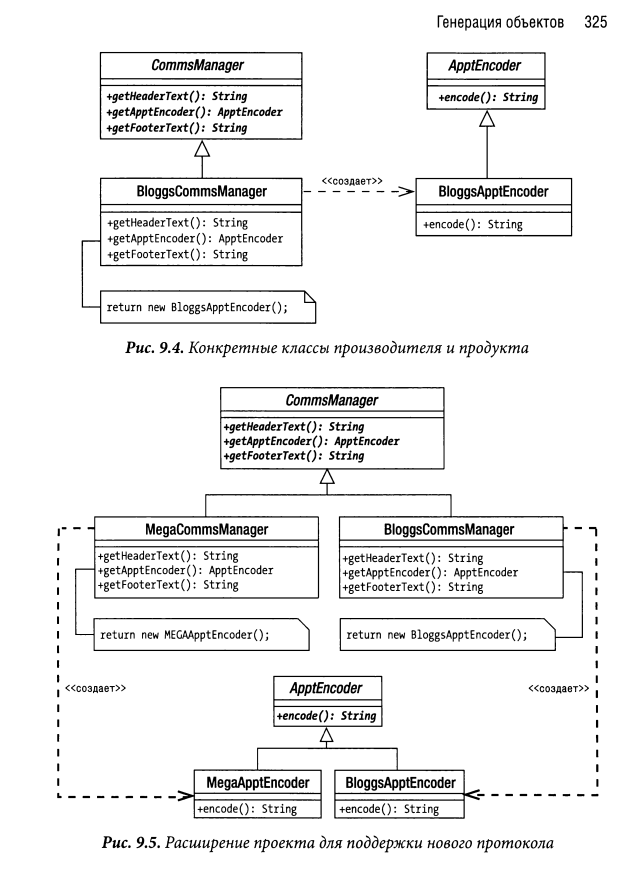 Генерация объектов 325
CommsManager
+getHeaderText(): String
+getApptEncoder(): ApptEncoder
+getFooterText(): String
ApptEncoder
+encode(): String
BloggsCommsManager
+getHeaderText(): String
+getApptEncoder(): ApptEncoder
+getFooterText(): String
<<создает>>
BloggsApptEncoder
+encode(): String
return new BloggsApptEncoder();
Рис. 9.4. Конкретные классы производителя и продукта
CommsManager
+getHeaderText(): String
+getApptEncoder(): ApptEncoder
+getFooterText(): String
MegaCommsManager
+getHeaderText(): String
+getApptEncoder(): ApptEncoder
+getFooterText(): String
BloggsCommsManager
+getHeaderText(): String
+getApptEncoder(): ApptEncoder
+getFooterText(): String
return new MEGAApptEncoder();
return new BloggsApptEncoder();
<<создает>>
ApptEncoder
+encode(): String
<<создает>>
MegaApptEncoder
+encode(): String
BloggsApptEncoder
+encode(): String
Рис. 9.5. Расширение проекта для поддержки нового протокола